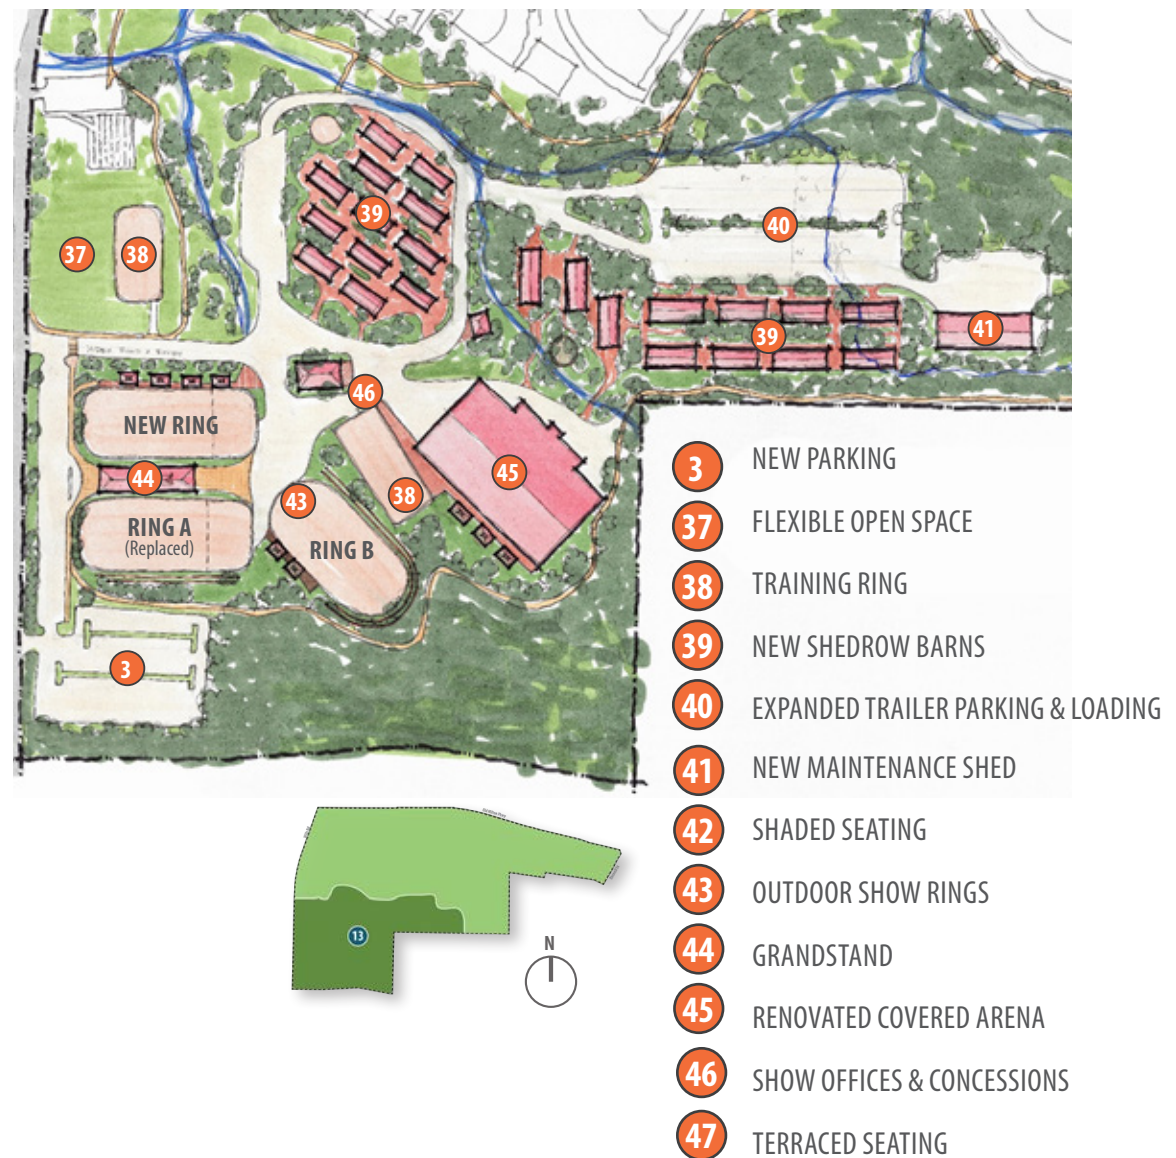 39
40
37
38
41
39
46
NEW RING
44
45
43
38
RING A
(Replaced)
RING B
3
3 NEW PARKING
37 FLEXIBLE OPEN SPACE
38 TRAINING RING
39 NEW SHEDROW BARNS
40 EXPANDED TRAILER PARKING & LOADING
41 NEW MAINTENANCE SHED
42 SHADED SEATING
43 OUTDOOR SHOW RINGS
44 GRANDSTAND
45 RENOVATED COVERED ARENA
46 SHOW OFFICES & CONCESSIONS
47 TERRACED SEATING
13
N